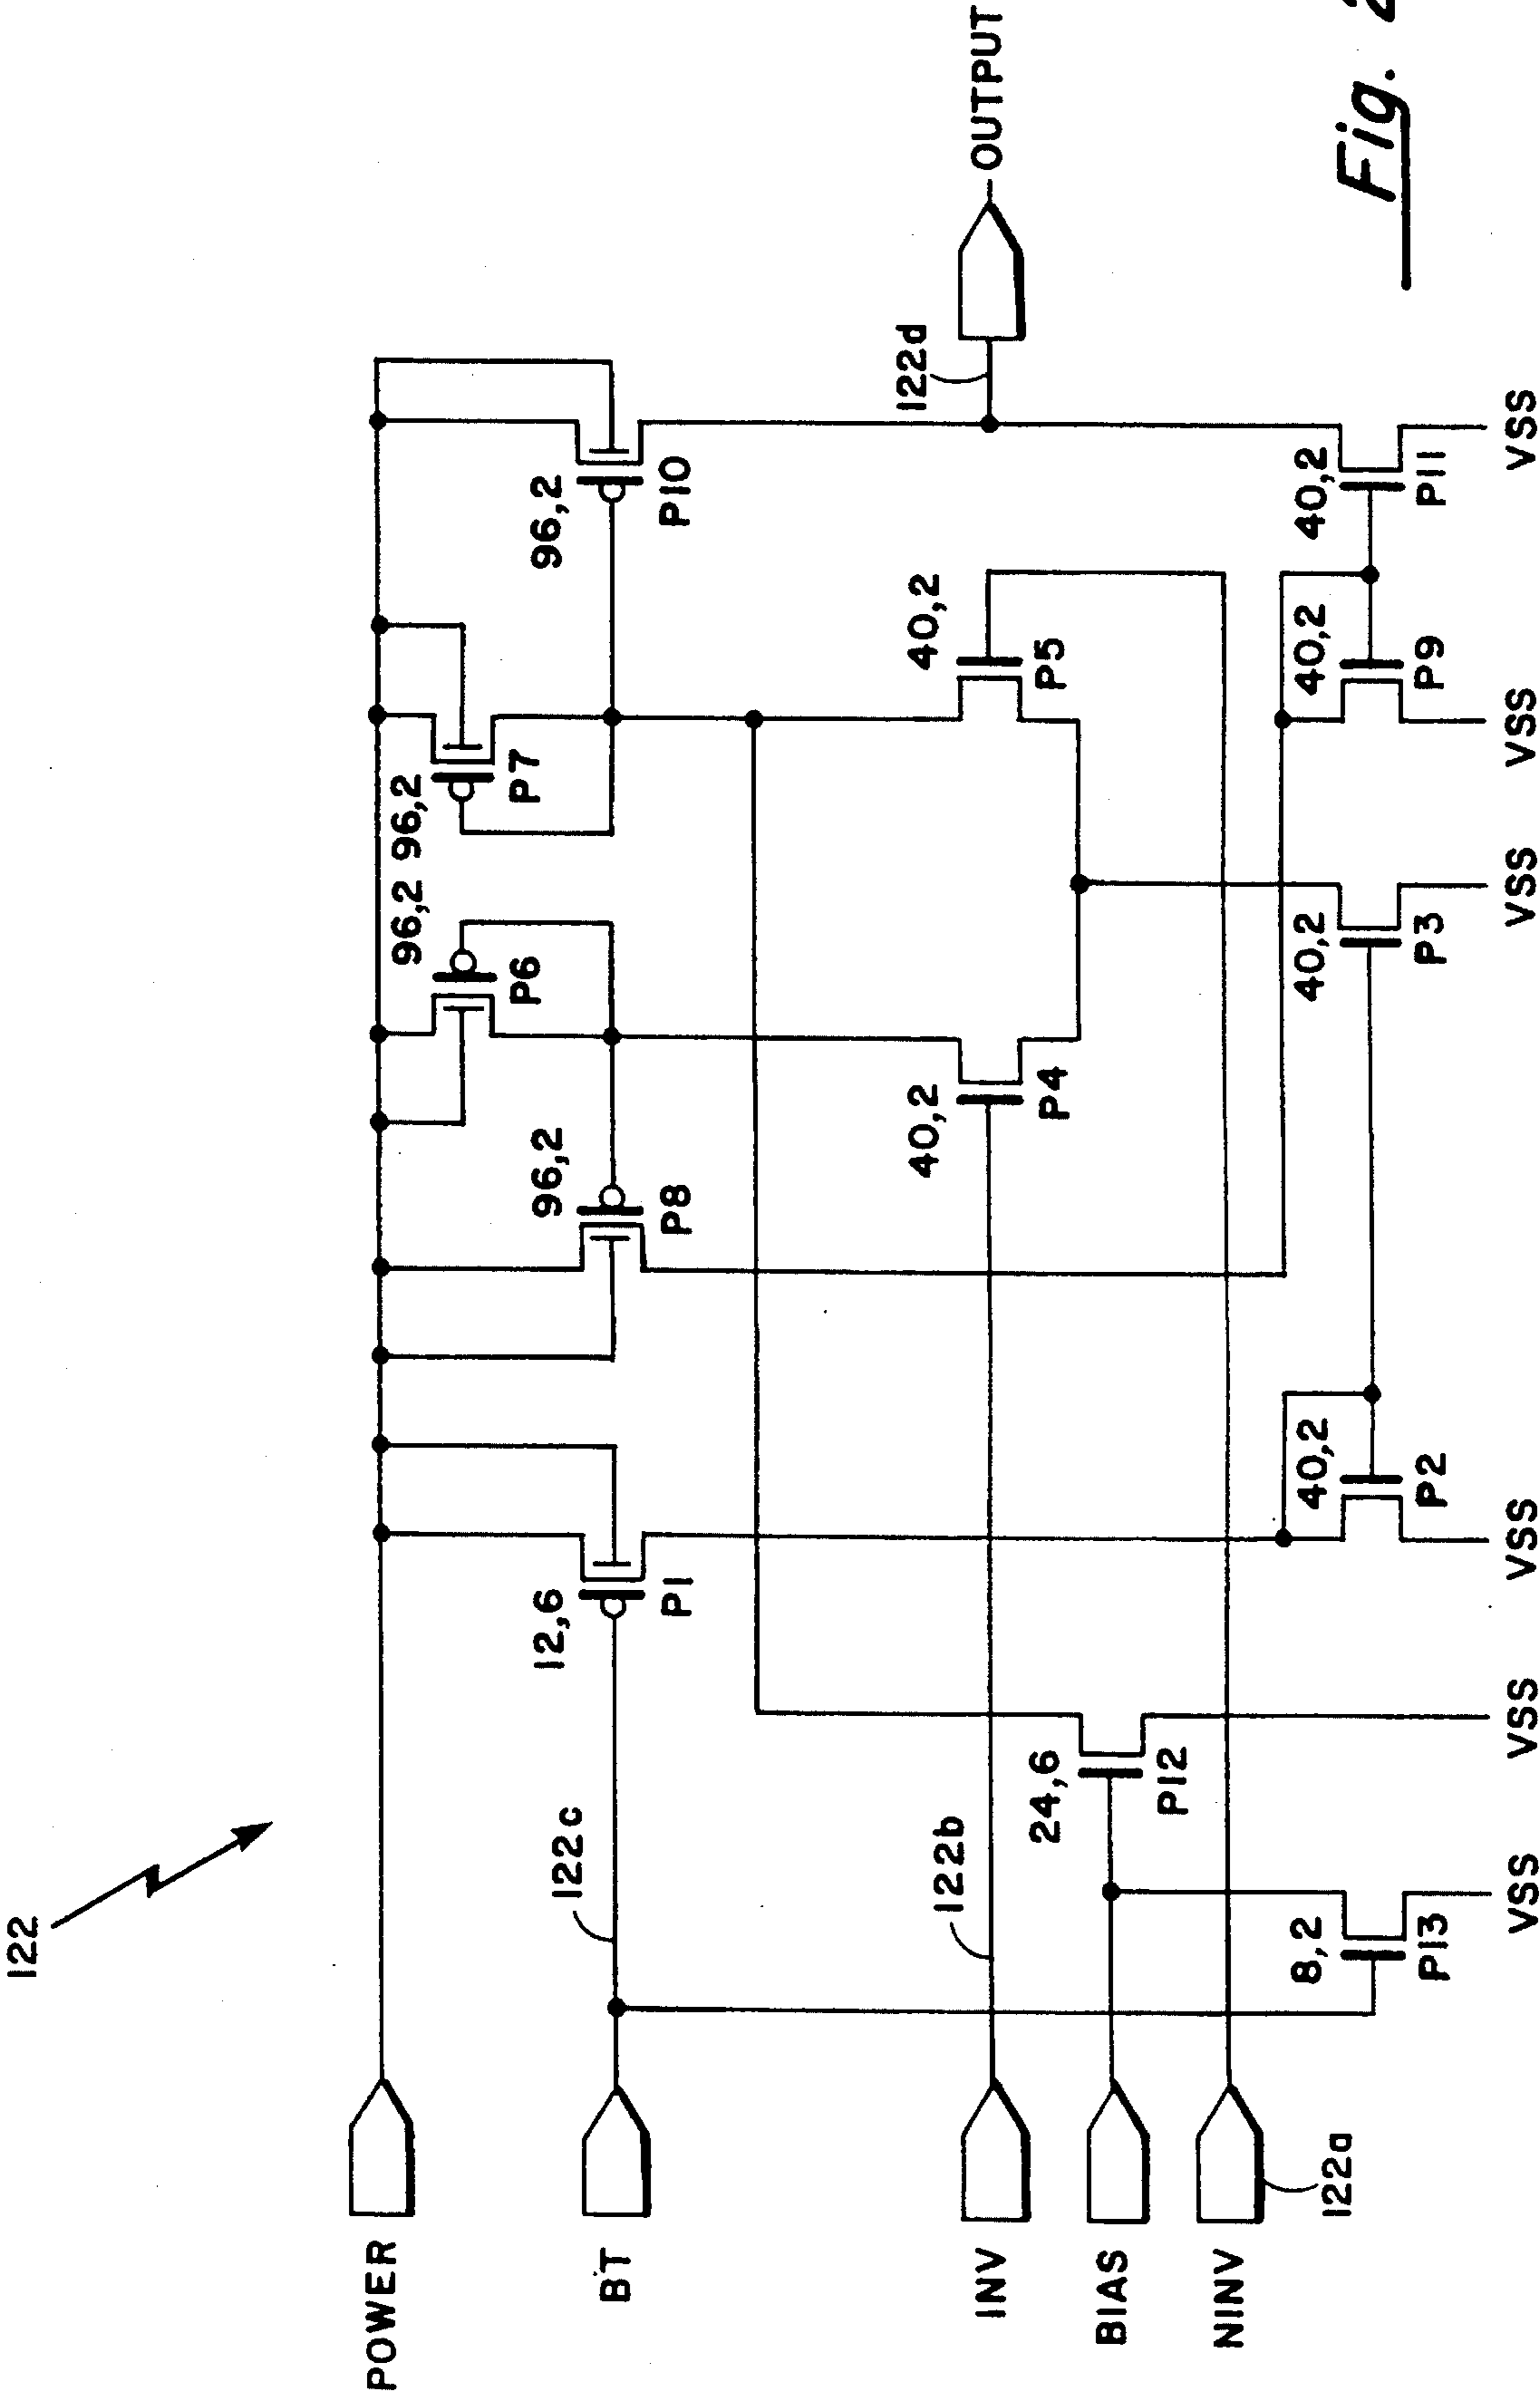 122
POWER
BT
122c
INV
122b
BIAS
NINV
122a
12,6
P1
96,2
P8
96,2
P6
96,2
P7
96,2
P10
40,2
P4
40,2
P5
122d
OUTPUT
24,6
P12
8,2
P13
40,2
P2
40,2
P3
40,2
P9
40,2
P11
VSS
VSS
VSS
VSS
VSS
VSS
Fig. 2